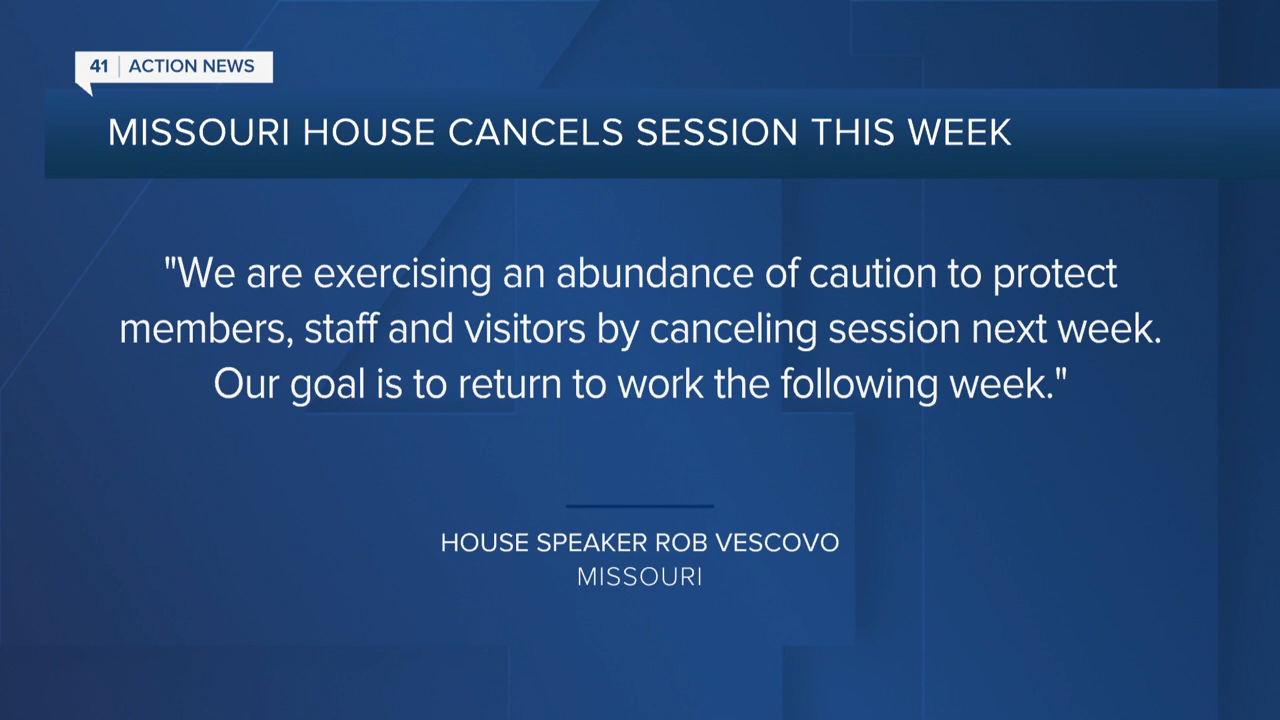 41 | ACTION NEWS
MISSOURI HOUSE CANCELS SESSION THIS WEEK
"We are exercising an abundance of caution to protect
members, staff and visitors by canceling session next week.
Our goal is to return to work the following week."
HOUSE SPEAKER ROB VESCOVO
MISSOURI